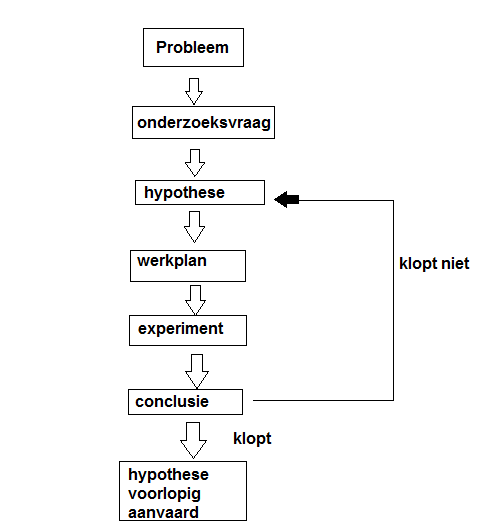 Probleem
onderzoeksvraag
hypothese
werkplan
klopt niet
experiment
conclusie
klopt
hypothese
voorlopig
aanvaard